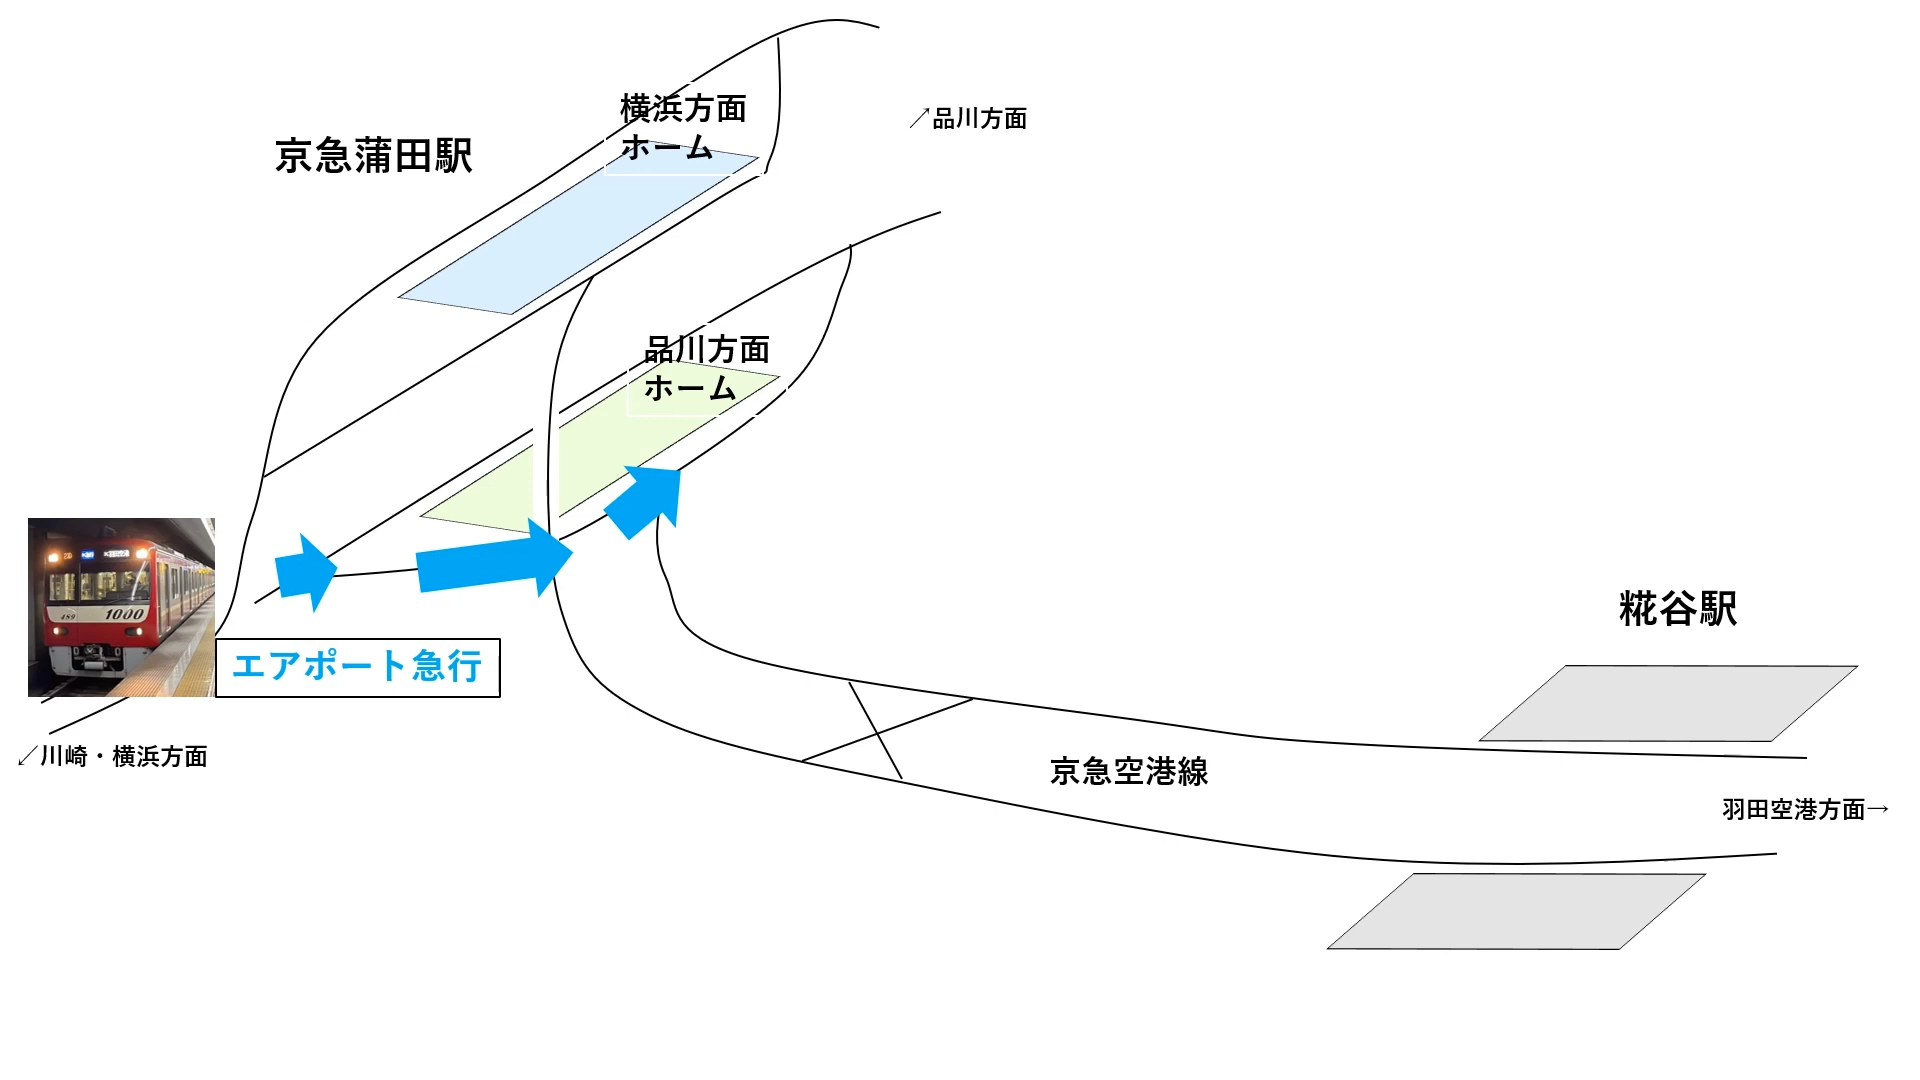 横浜方面
ホーム
↗品川方面
京急蒲田駅
品川方面
ホーム
1000
489
エアポート急行
糀谷駅
↙川崎・横浜方面
京急空港線
羽田空港方面→